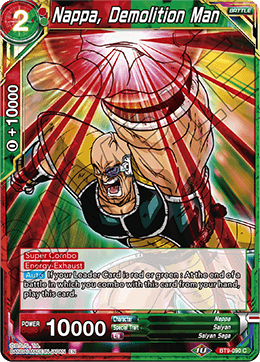 2 Nappa, Demolition Man BATTLE
+10000
Super Combo
Energy-Exhaust
Auto If your Leader Card is red or green : At the end of a
battle in which you combo with this card from your hand,
play this card.
POWER 10000
Character Nappa
Special Trait Saiyan
Era Saiyan Saga
BT9-090 C